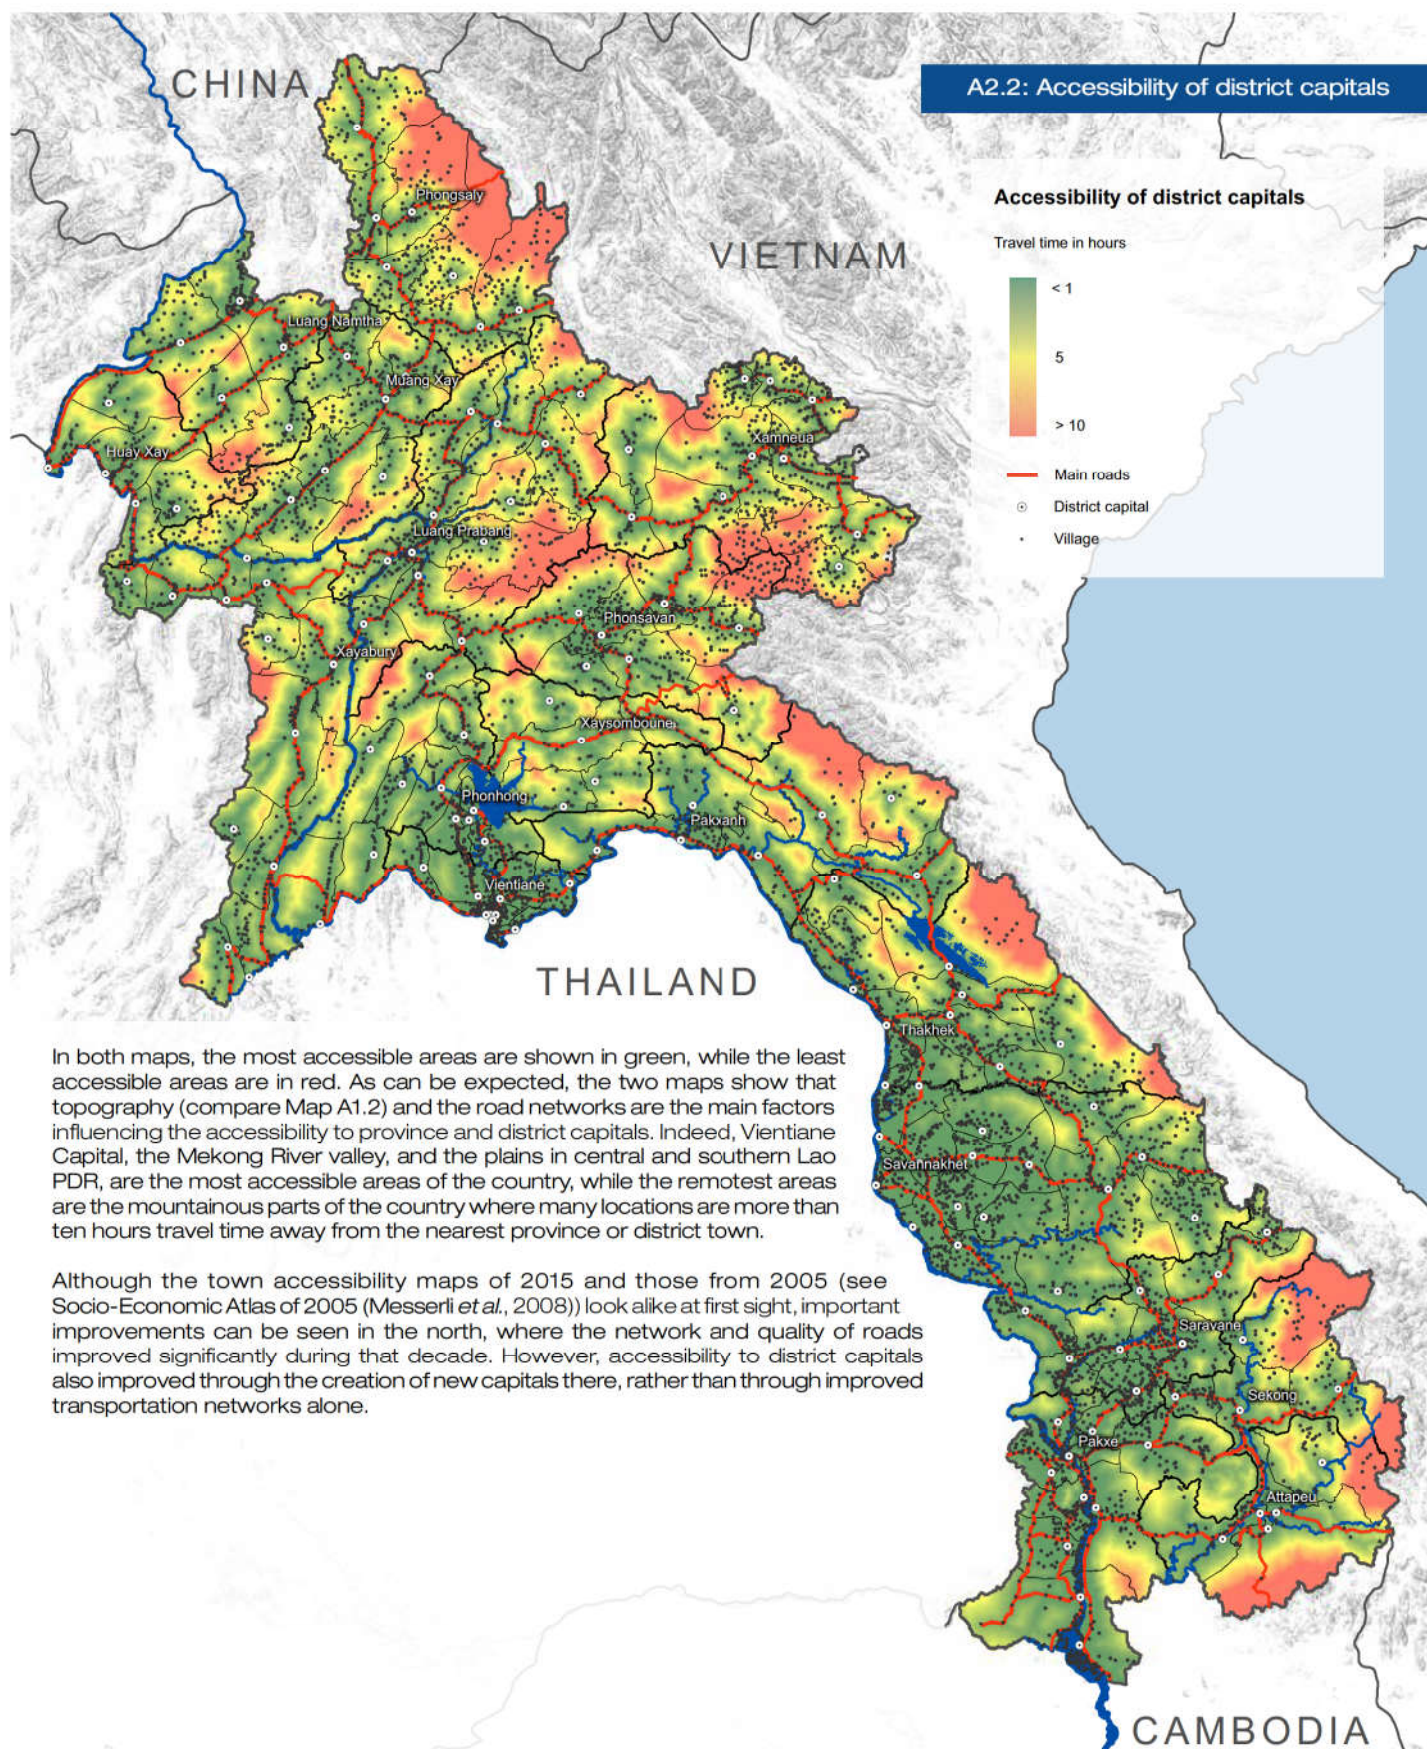 CHINA
A2.2: Accessibility of district capitals
Accessibility of district capitals
Travel time in hours
< 1
5
> 10
Main roads
District capital
Village
VIETNAM
Phongsaly
Luang Namtha
Muang Xay
Huay Xay
Xamneua
Luang Prabang
Phonsavan
Xayabury
Xaysomboune
Phonhong
Pakxanh
Vientiane
THAILAND
Thakhek
Savannakhet
Saravane
Sekong
Pakxe
Attapeu
CAMBODIA
In both maps, the most accessible areas are shown in green, while the least
accessible areas are in red. As can be expected, the two maps show that
topography (compare Map A1.2) and the road networks are the main factors
influencing the accessibility to province and district capitals. Indeed, Vientiane
Capital, the Mekong River valley, and the plains in central and southern Lao
PDR, are the most accessible areas of the country, while the remotest areas
are the mountainous parts of the country where many locations are more than
ten hours travel time away from the nearest province or district town.
Although the town accessibility maps of 2015 and those from 2005 (see
Socio-Economic Atlas of 2005 (Messerli et al., 2008)) look alike at first sight, important
improvements can be seen in the north, where the network and quality of roads
improved significantly during that decade. However, accessibility to district capitals
also improved through the creation of new capitals there, rather than through improved
transportation networks alone.